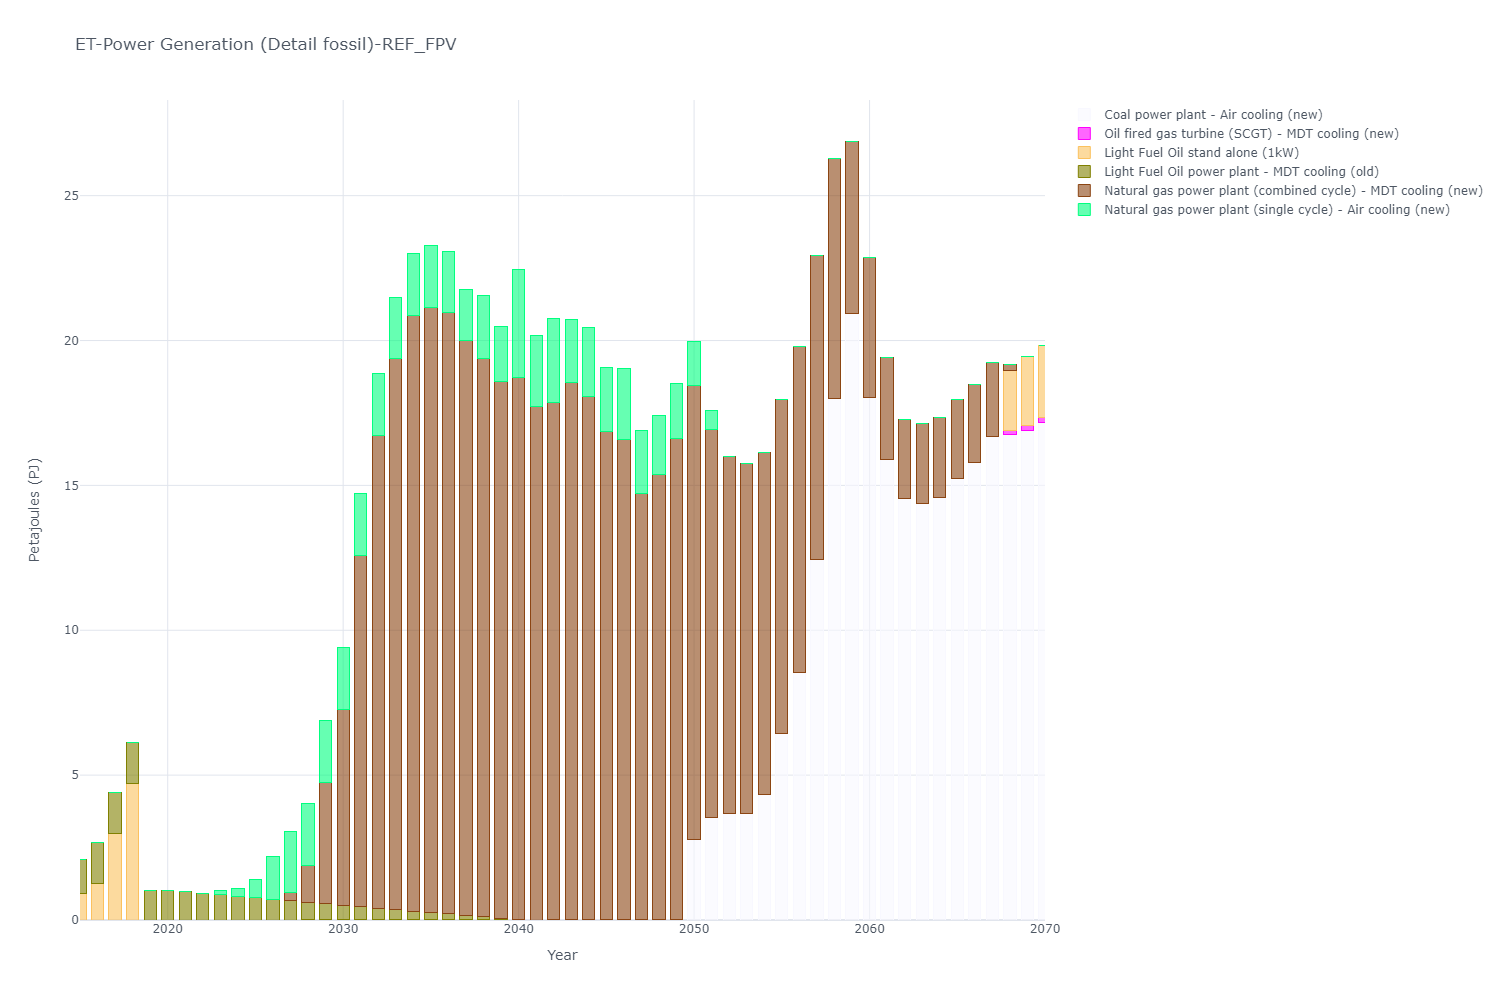 ET-Power Generation (Detail fossil)-REF_FPV
Coal power plant - Air cooling (new)
Oil fired gas turbine (SCGT) - MDT cooling (new)
Light Fuel Oil stand alone (1kW)
Light Fuel Oil power plant - MDT cooling (old)
Natural gas power plant (combined cycle) - MDT cooling (new)
Natural gas power plant (single cycle) - Air cooling (new)
25
20
15
10
5
0
Petajoules (PJ)
2020 2030 2040 2050 2060 2070
Year